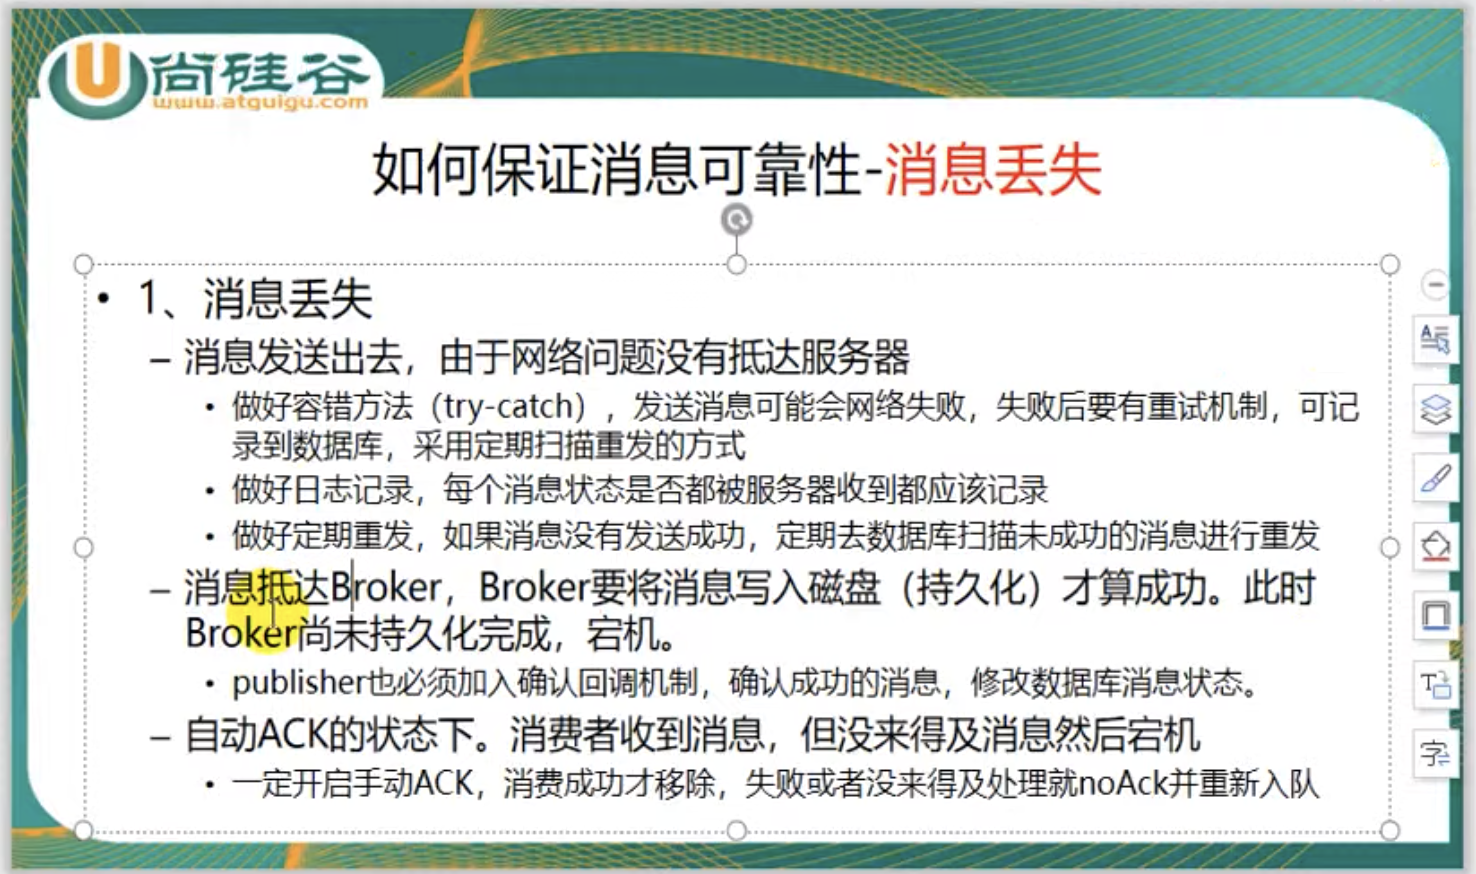 尚硅谷
www.atguigu.com
如何保证消息可靠性-消息丢失
• 1、消息丢失
– 消息发送出去，由于网络问题没有抵达服务器
• 做好容错方法（try-catch），发送消息可能会网络失败，失败后要有重试机制，可记
录到数据库，采用定期扫描重发的方式
• 做好日志记录，每个消息状态是否都被服务器收到都应该记录
• 做好定期重发，如果消息没有发送成功，定期去数据库扫描未成功的消息进行重发
– 消息抵达Broker，Broker要将消息写入磁盘（持久化）才算成功。此时
Broker尚未持久化完成，宕机。
• publisher也必须加入确认回调机制，确认成功的消息，修改数据库消息状态。
– 自动ACK的状态下。消费者收到消息，但没来得及消息然后宕机
• 一定开启手动ACK，消费成功才移除，失败或者没来得及处理就noAck并重新入队